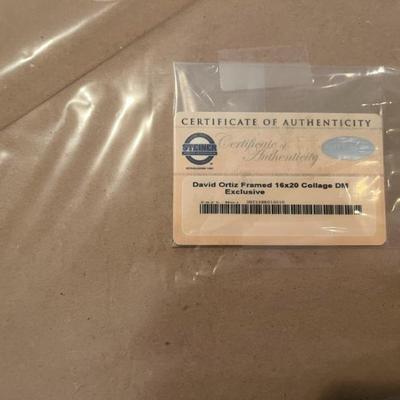 CERTIFICATE OF AUTHENTICITY
STEINER
Certificate of
Authenticity
David Ortiz Framed 16x20 Collage DM
Exclusive